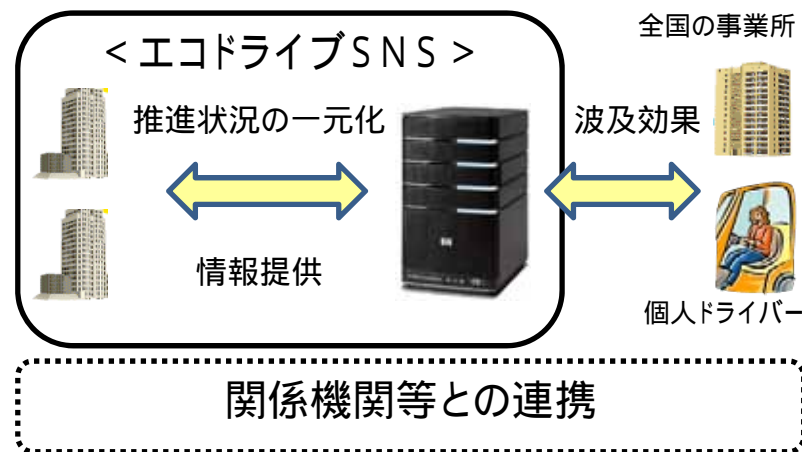 全国の事業所
<エコドライブSNS>
推進状況の一元化
波及効果
情報提供
個人ドライバー
関係機関等との連携